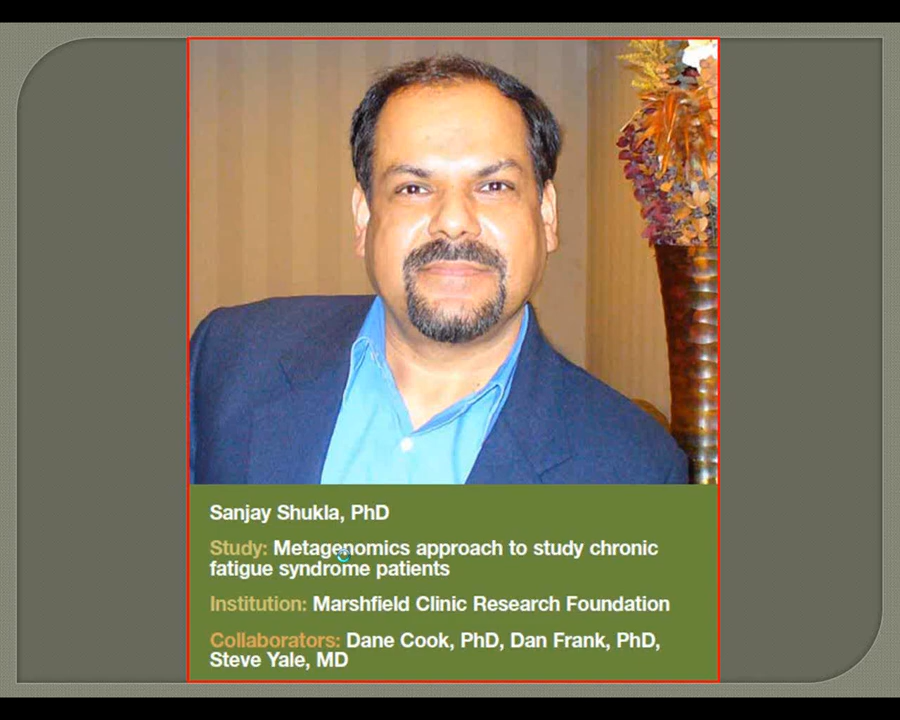 Sanjay Shukla, PhD
Study: Metagenomics approach to study chronic
fatigue syndrome patients
Institution: Marshfield Clinic Research Foundation
Collaborators: Dane Cook, PhD, Dan Frank, PhD,
Steve Yale, MD